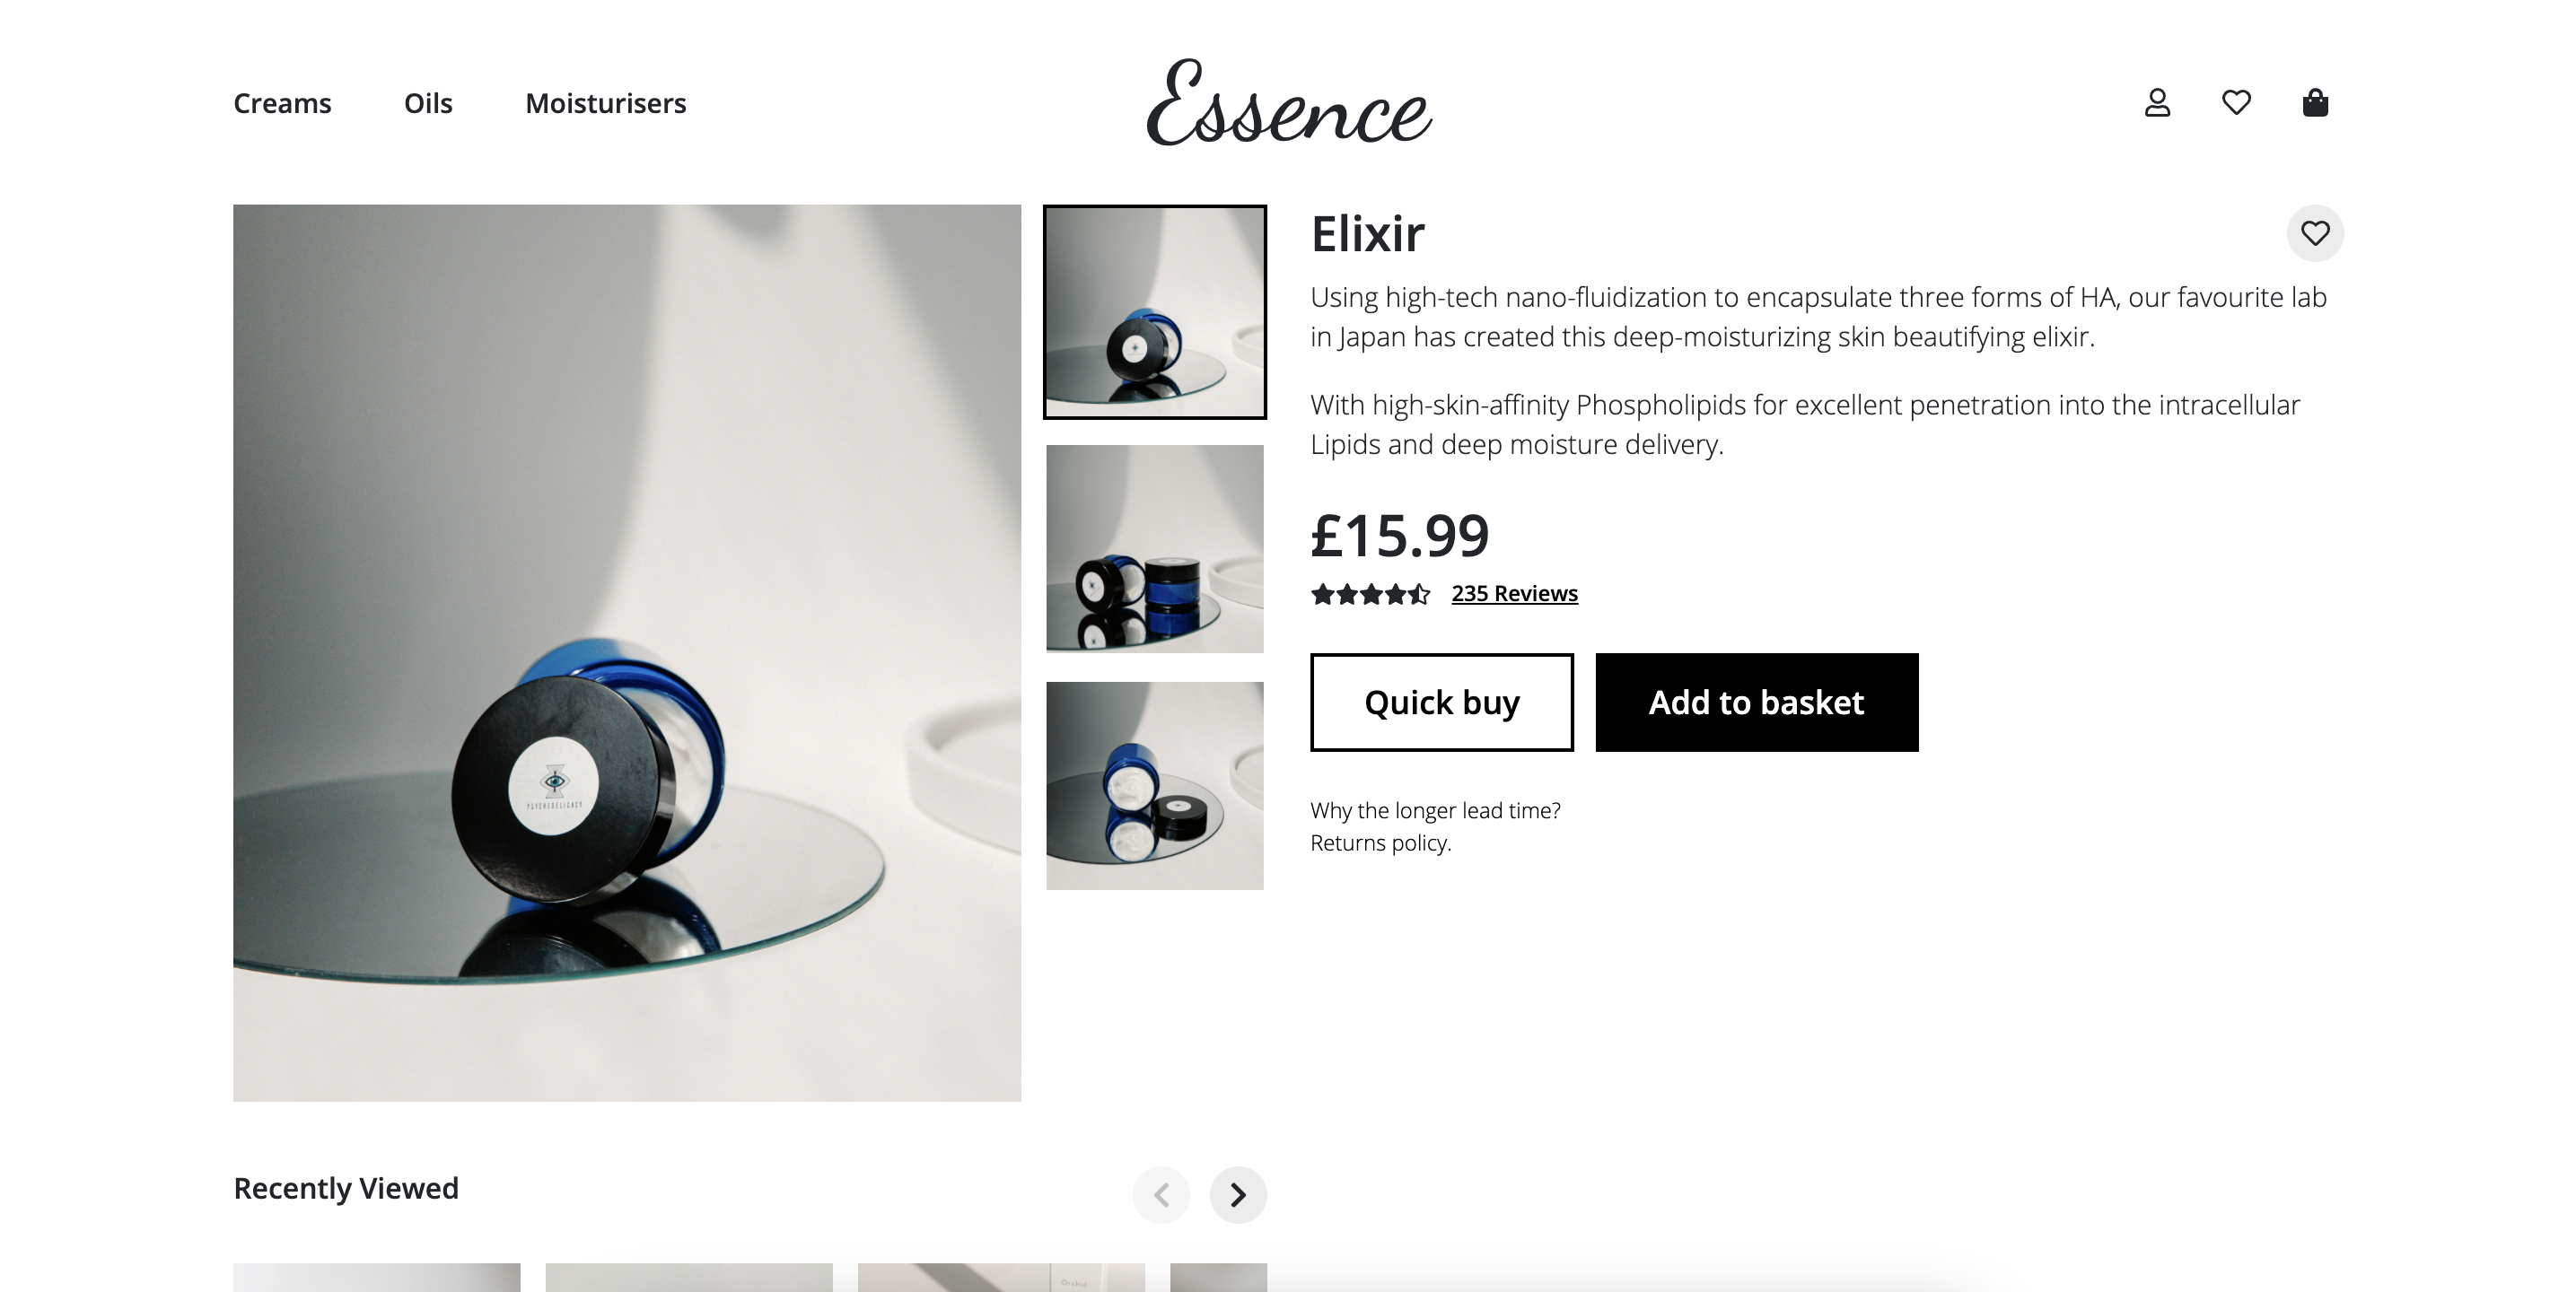 Creams
Oils
Moisturisers
Essence
PSYCHEDELICACY
Elixir
Using high-tech nano-fluidization to encapsulate three forms of HA, our favourite lab
in Japan has created this deep-moisturizing skin beautifying elixir.
With high-skin-affinity Phospholipids for excellent penetration into the intracellular
Lipids and deep moisture delivery.
£15.99
235 Reviews
Quick buy
Add to basket
Why the longer lead time?
Returns policy.
Recently Viewed
Orchid